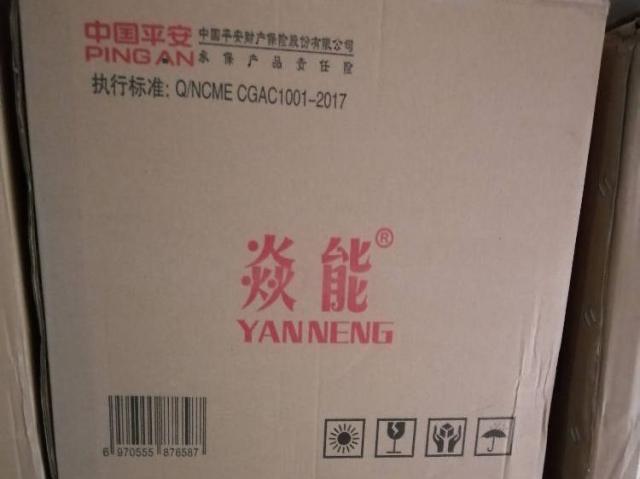 中国平安 中国平安财产保险股份有限公司
PING AN 承保产品责任险
执行标准: Q/NCME CGAC1001-2017
焱能®
YANNENG
6 970555 876587